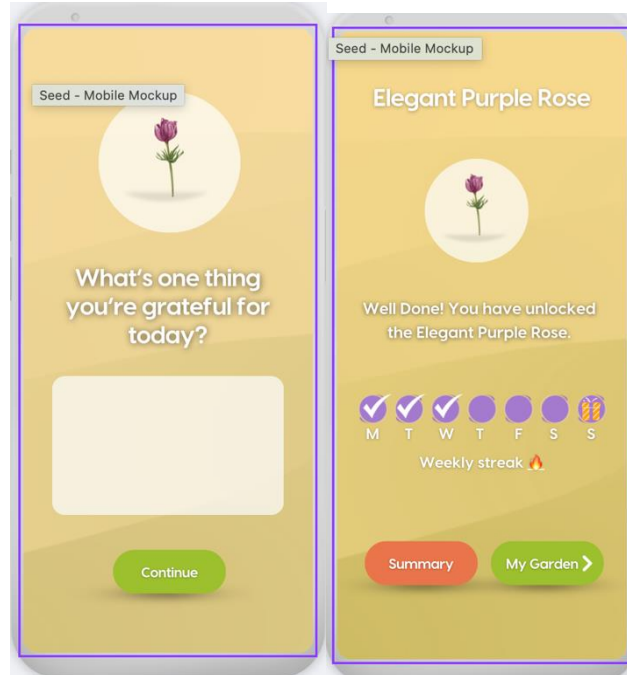 Seed - Mobile Mockup
What's one thing
you're grateful for
today?
Continue
Seed - Mobile Mockup
Elegant Purple Rose
Well Done! You have unlocked
the Elegant Purple Rose.
M T W T F S S
Weekly streak 🔥
Summary
My Garden